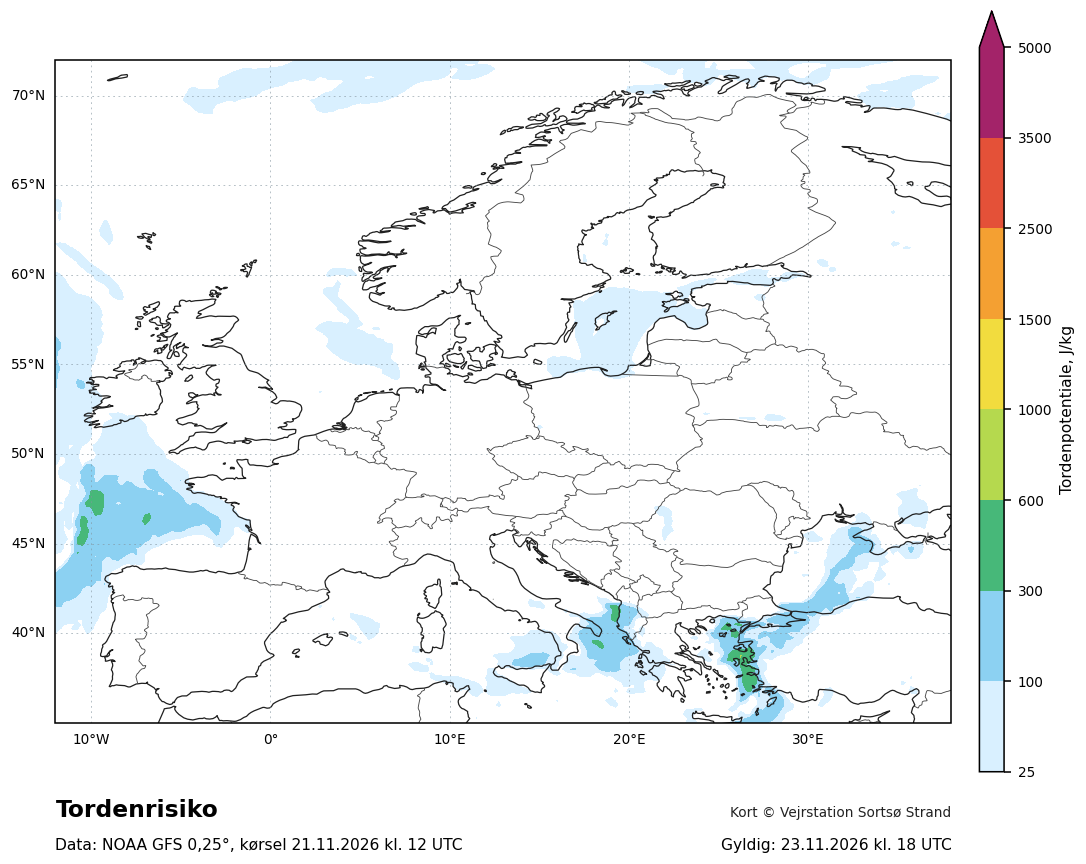 70°N
65°N
60°N
55°N
50°N
45°N
40°N
10°W
0°
10°E
20°E
30°E
5000
3500
2500
1500
1000
600
300
100
25
Tordenpotentiale, J/kg
Tordenrisiko
Kort © Vejrstation Sortsø Strand
Data: NOAA GFS 0,25°, kørsel 21.11.2026 kl. 12 UTC
Gyldig: 23.11.2026 kl. 18 UTC